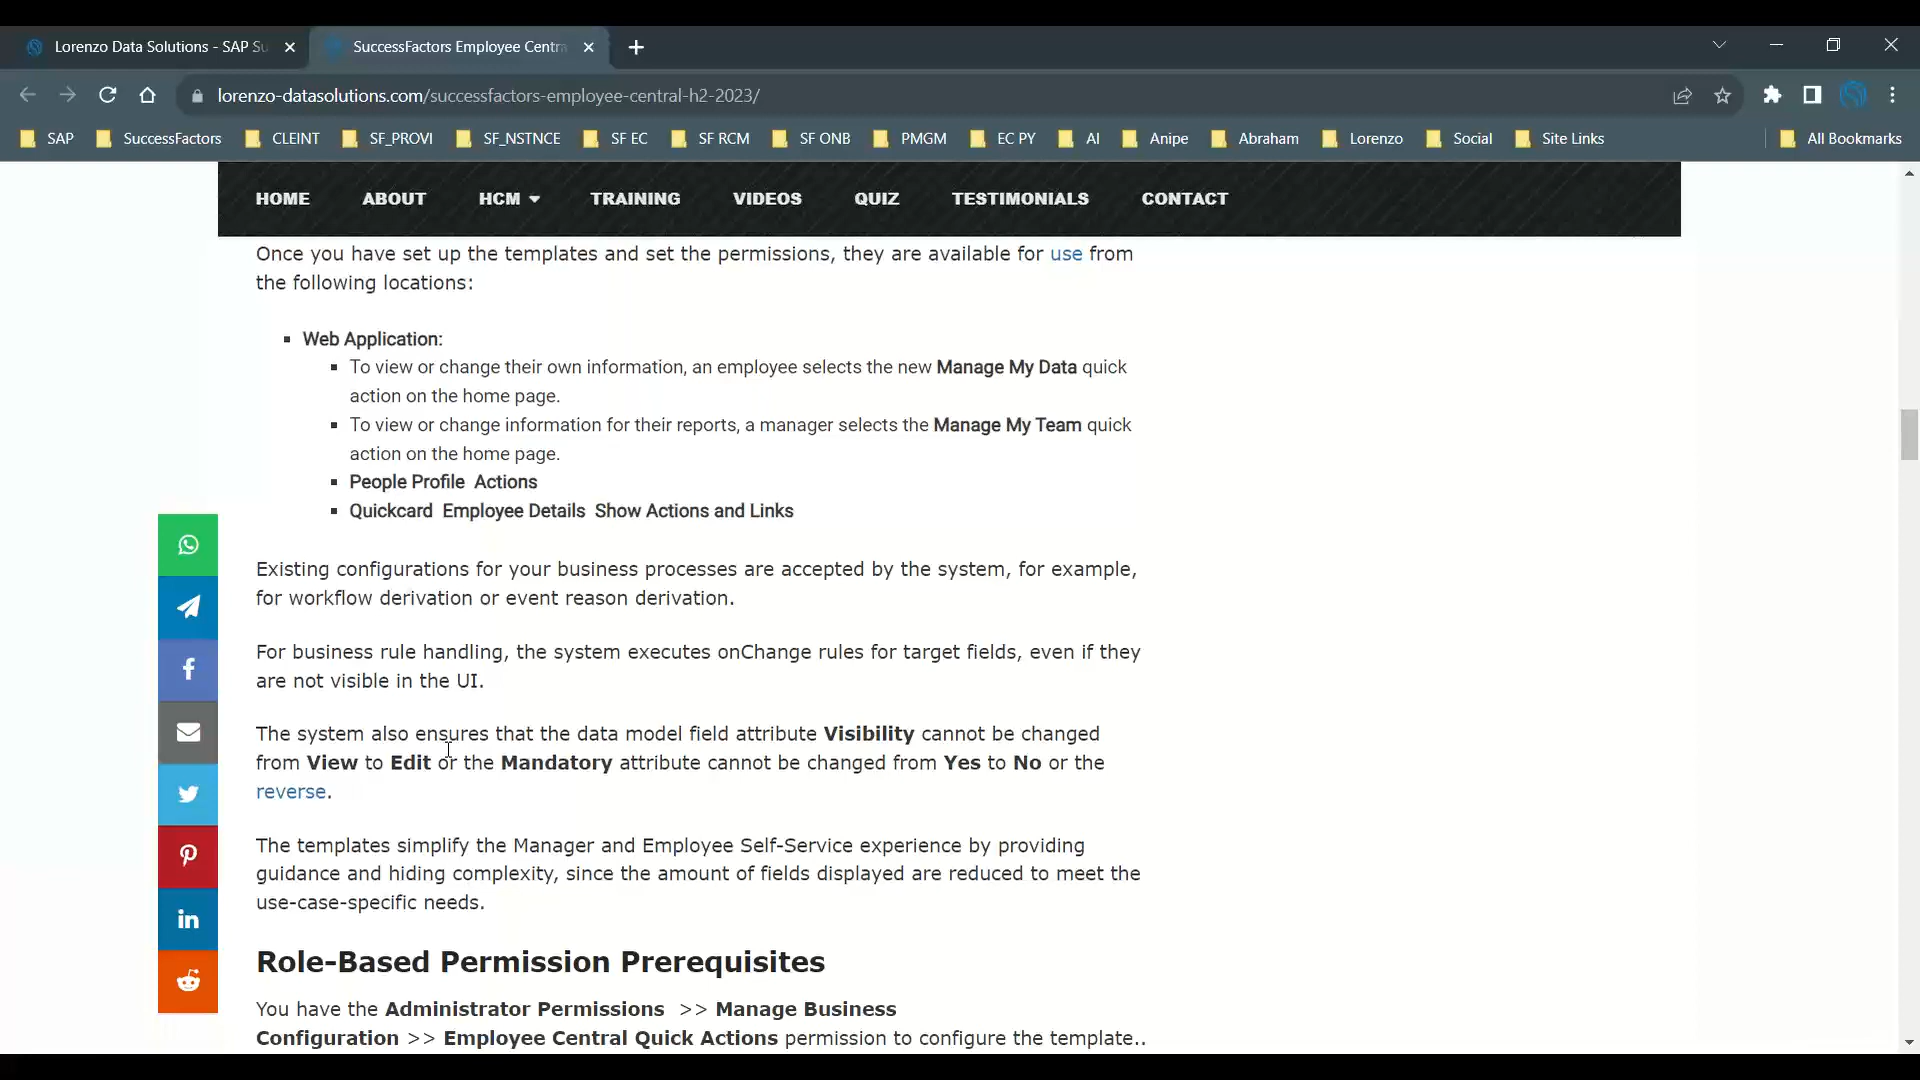 Lorenzo Data Solutions - SAP Su
SuccessFactors Employee Centra
lorenzo-datasolutions.com/successfactors-employee-central-h2-2023/
SAP SuccessFactors CLEINT SF_PROVI SF_NSTNCE SF EC SF RCM SF ONB PMGM EC PY AI Anipe Abraham Lorenzo Social Site Links All Bookmarks
HOME ABOUT HCM TRAINING VIDEOS QUIZ TESTIMONIALS CONTACT
Once you have set up the templates and set the permissions, they are available for use from
the following locations:
Web Application:
To view or change their own information, an employee selects the new Manage My Data quick
action on the home page.
To view or change information for their reports, a manager selects the Manage My Team quick
action on the home page.
People Profile Actions
Quickcard Employee Details Show Actions and Links
Existing configurations for your business processes are accepted by the system, for example,
for workflow derivation or event reason derivation.
For business rule handling, the system executes onChange rules for target fields, even if they
are not visible in the UI.
The system also ensures that the data model field attribute Visibility cannot be changed
from View to Edit or the Mandatory attribute cannot be changed from Yes to No or the
reverse.
The templates simplify the Manager and Employee Self-Service experience by providing
guidance and hiding complexity, since the amount of fields displayed are reduced to meet the
use-case-specific needs.
Role-Based Permission Prerequisites
You have the Administrator Permissions >> Manage Business
Configuration >> Employee Central Quick Actions permission to configure the template..